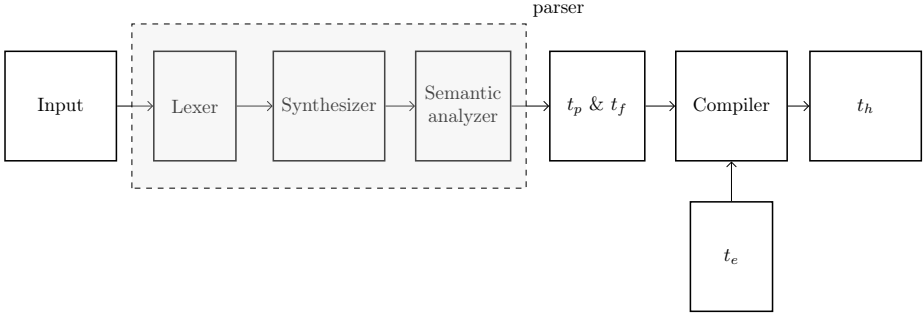 parser
Input
Lexer
Synthesizer
Semantic
analyzer
t_p & t_f
Compiler
t_h
t_e